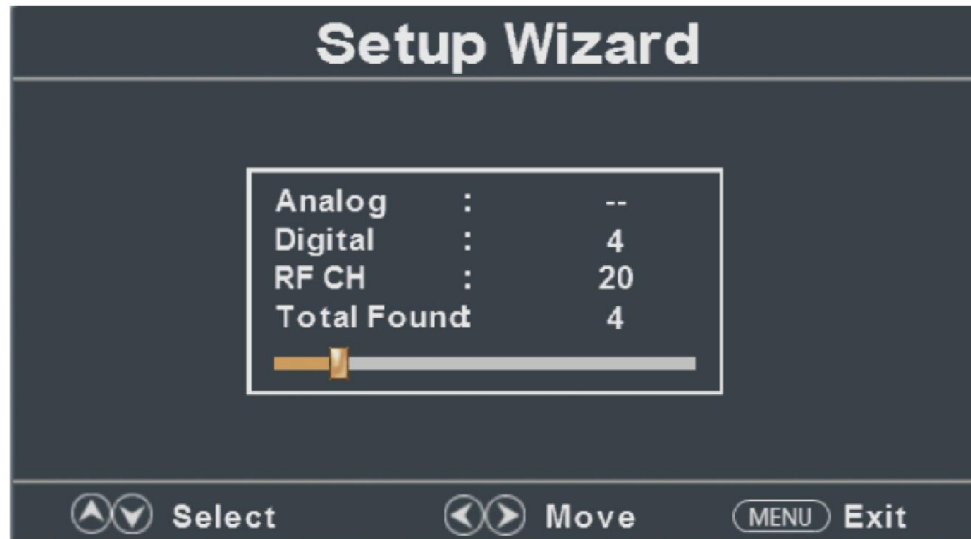 Setup Wizard
Analog : --
Digital : 4
RF CH : 20
Total Found: 4
Select Move MENU Exit